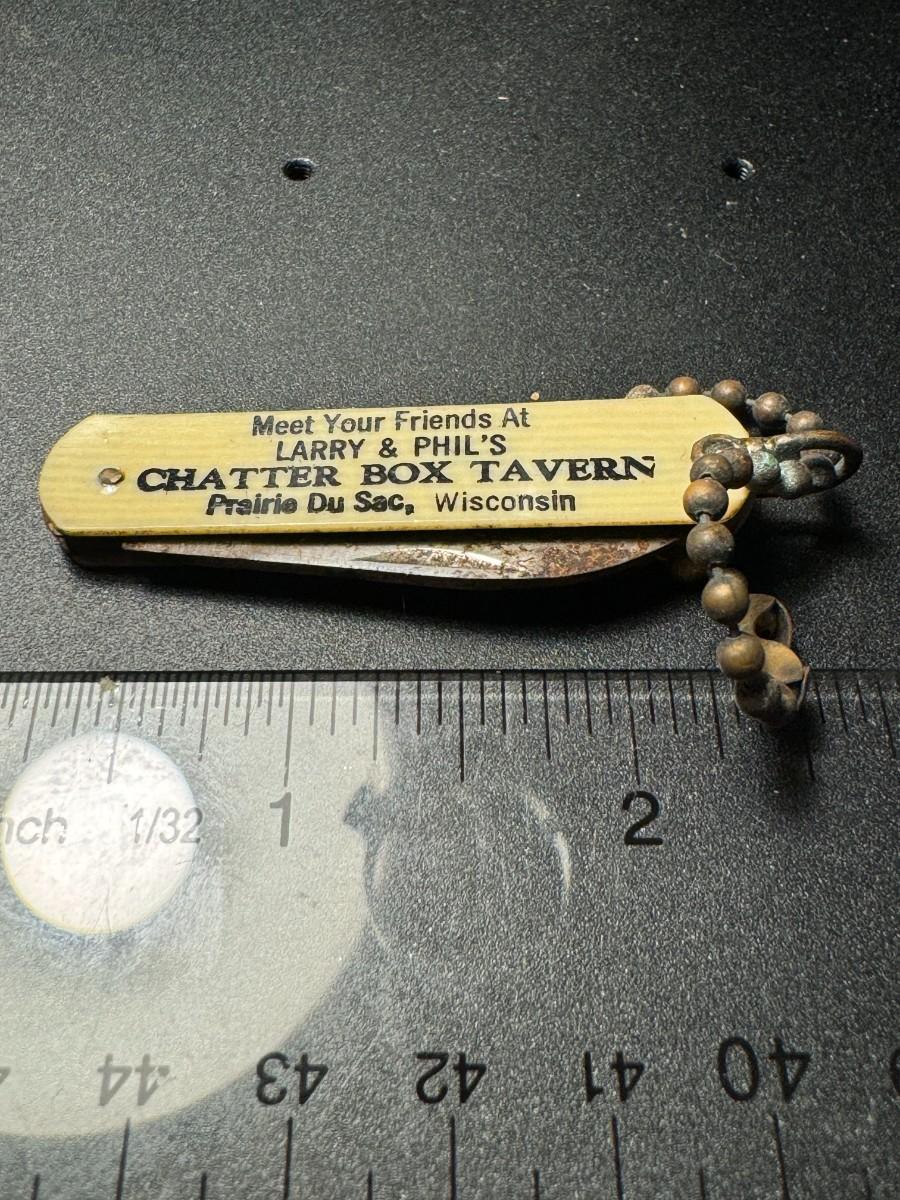 Meet Your Friends At
LARRY & PHIL'S
CHATTER BOX TAVERN
Prairie Du Sac, Wisconsin
1 2
1/32
44 43 42 41 40